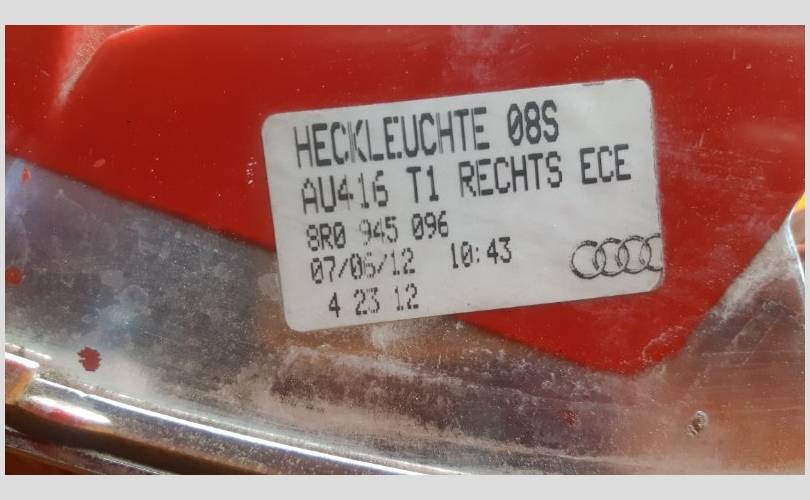 HECKLEUCHTE 08S
AU416 T1 RECHTS ECE
8R0 945 096
07/06/12 10:43
4 23 12